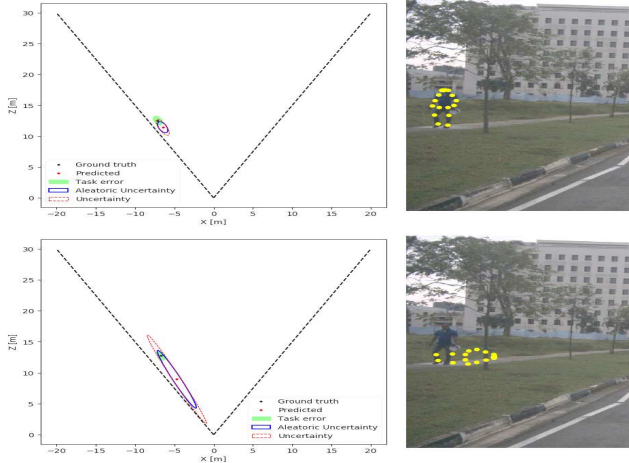 Z [m]
30
25
20
15
10
5
0
Ground truth
Predicted
Task error
Aleatoric Uncertainty
Uncertainty
−20 −15 −10 −5 0 5 10 15 20
X [m]
Z [m]
30
25
20
15
10
5
0
Ground truth
Predicted
Task error
Aleatoric Uncertainty
Uncertainty
−20 −15 −10 −5 0 5 10 15 20
X [m]